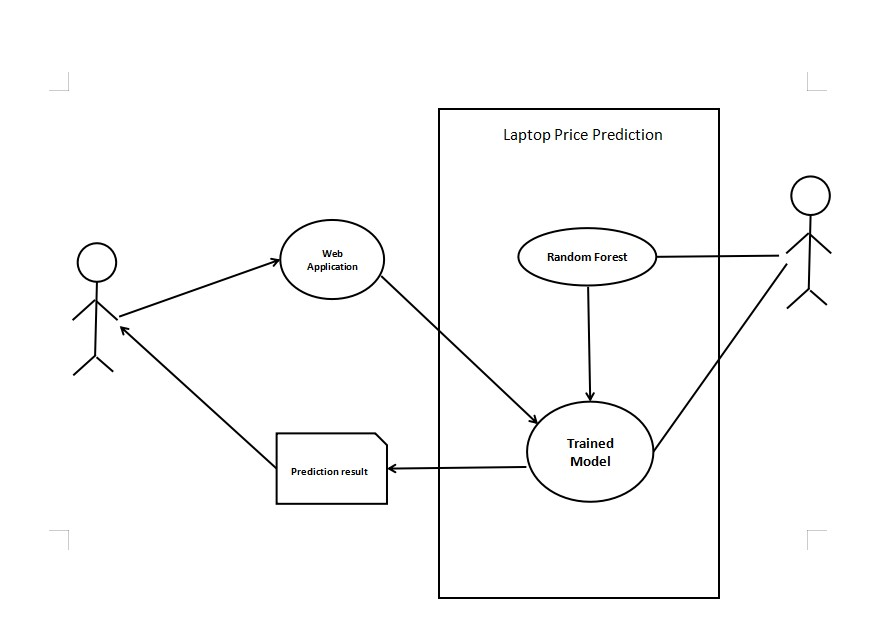 Laptop Price Prediction
Web
Application
Random Forest
Trained
Model
Prediction result